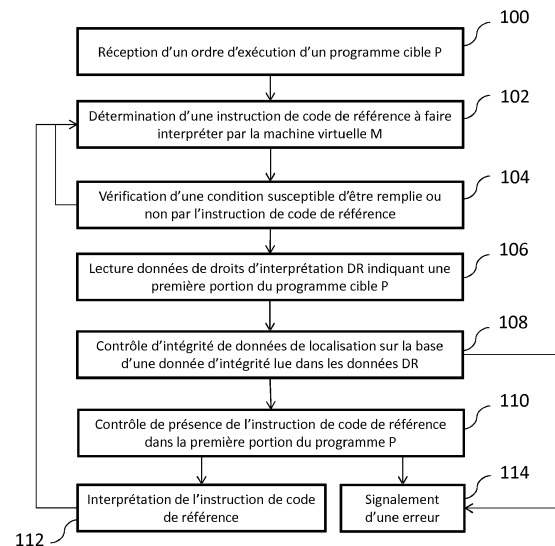 100
Réception d'un ordre d'exécution d'un programme cible P
102
Détermination d'une instruction de code de référence à faire
interpréter par la machine virtuelle M
104
Vérification d'une condition susceptible d'être remplie ou
non par l'instruction de code de référence
106
Lecture données de droits d'interprétation DR indiquant une
première portion du programme cible P
108
Contrôle d'intégrité de données de localisation sur la base
d'une donnée d'intégrité lue dans les données DR
110
Contrôle de présence de l'instruction de code de référence
dans la première portion du programme P
114
Interprétation de l'instruction de code
de référence
Signalement
d'une erreur
112